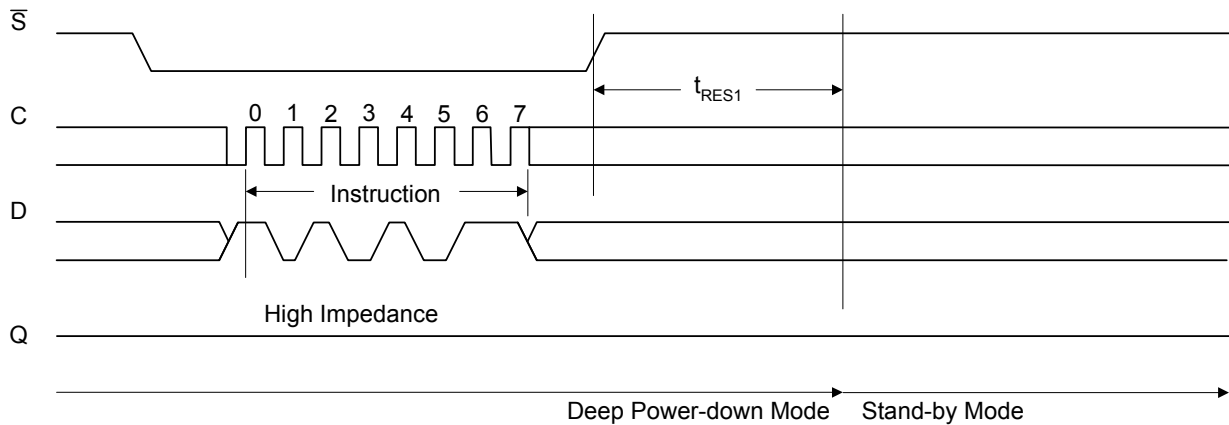 S̅
t_RES1
C
0 1 2 3 4 5 6 7
Instruction
D
High Impedance
Q
Deep Power-down Mode
Stand-by Mode